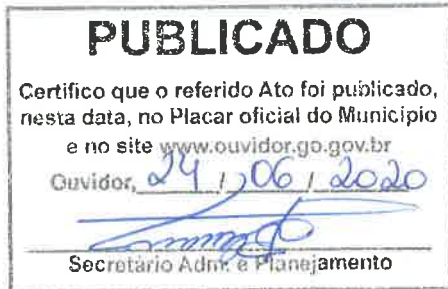 PUBLICADO
Certifico que o referido Ato foi publicado,
nesta data, no Placar oficial do Município
e no site www.ouvidor.go.gov.br
Ouvidor, 24 / 06 / 2020
Secretário Adm. e Planejamento